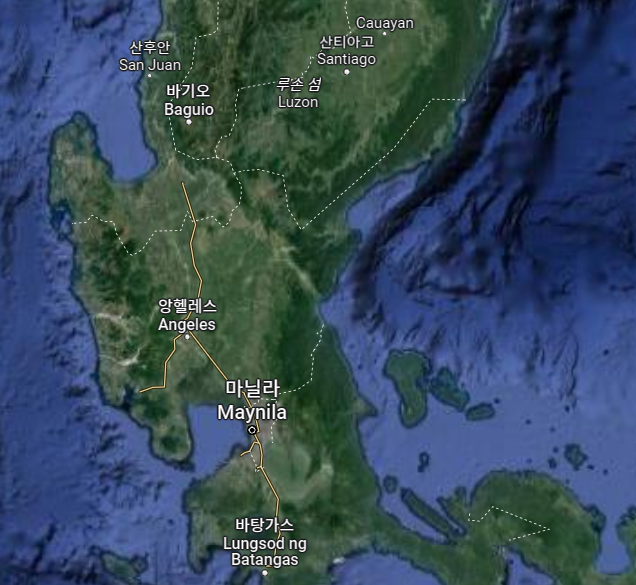 Cauayan
산티아고
Santiago
산후안
San Juan
루손 섬
Luzon
바기오
Baguio
앙헬레스
Angeles
마닐라
Maynila
바탕가스
Lungsod ng
Batangas